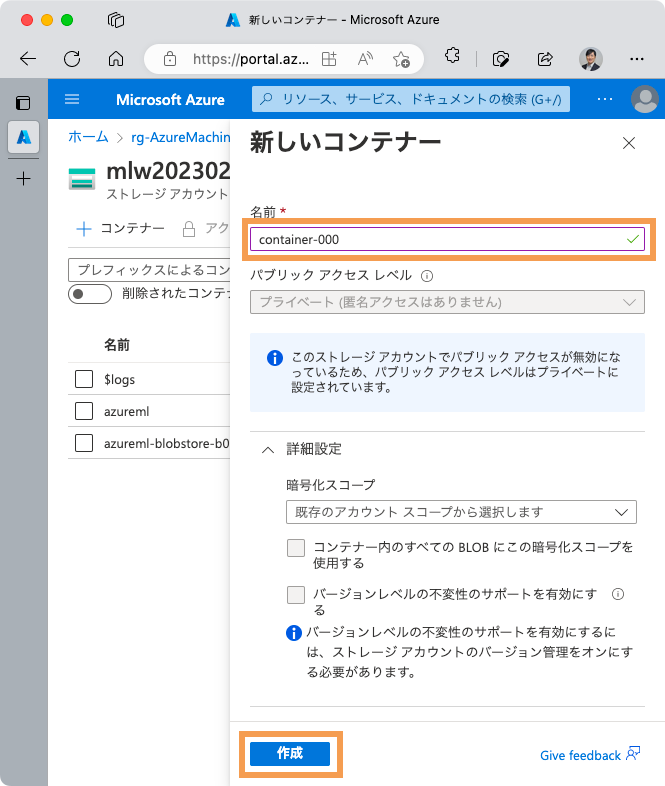 新しいコンテナー - Microsoft Azure
https://portal.az...
Microsoft Azure
リソース、サービス、ドキュメントの検索 (G+/)
ホーム > rg-AzureMachin
mlw202302
ストレージ アカウント
コンテナー
アク
プレフィックスによるコン
削除されたコンテナ
名前
$logs
azureml
azureml-blobstore-b0
新しいコンテナー
名前 *
container-000
パブリック アクセス レベル
プライベート (匿名アクセスはありません)
このストレージ アカウントでパブリック アクセスが無効にな
っているため、パブリック アクセス レベルはプライベートに
設定されています。
詳細設定
暗号化スコープ
既存のアカウント スコープから選択します
コンテナー内のすべての BLOB にこの暗号化スコープを
使用する
バージョンレベルの不変性のサポートを有効にす
る
バージョンレベルの不変性のサポートを有効にするに
は、ストレージ アカウントのバージョン管理をオンにす
る必要があります。
作成
Give feedback